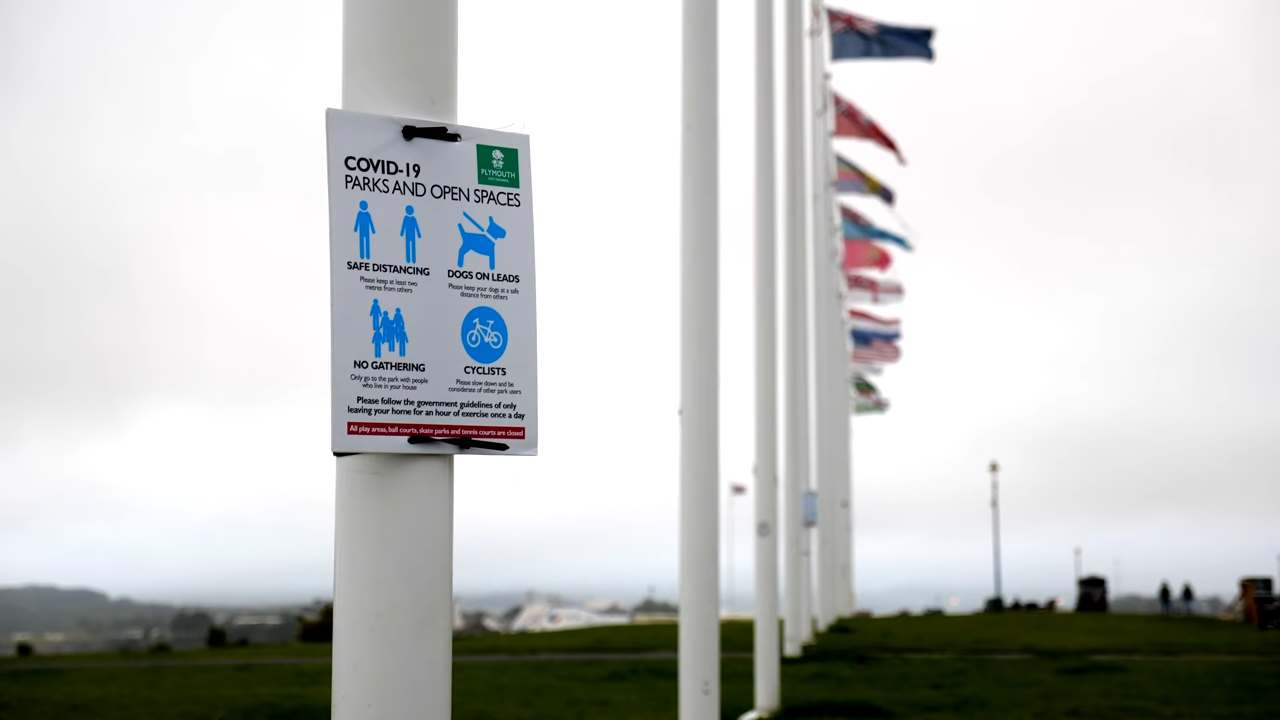 COVID-19
PARKS AND OPEN SPACES
PLYMOUTH
CITY COUNCIL
SAFE DISTANCING
Please keep at least two
metres from others
DOGS ON LEADS
Please keep your dogs at a safe
distance from others
NO GATHERING
Only go to the park with people
who live in your house
CYCLISTS
Please slow down and be
considerate of other park users
Please follow the government guidelines of only
leaving your home for an hour of exercise once a day
All play areas, ball courts, skate parks and tennis courts are closed